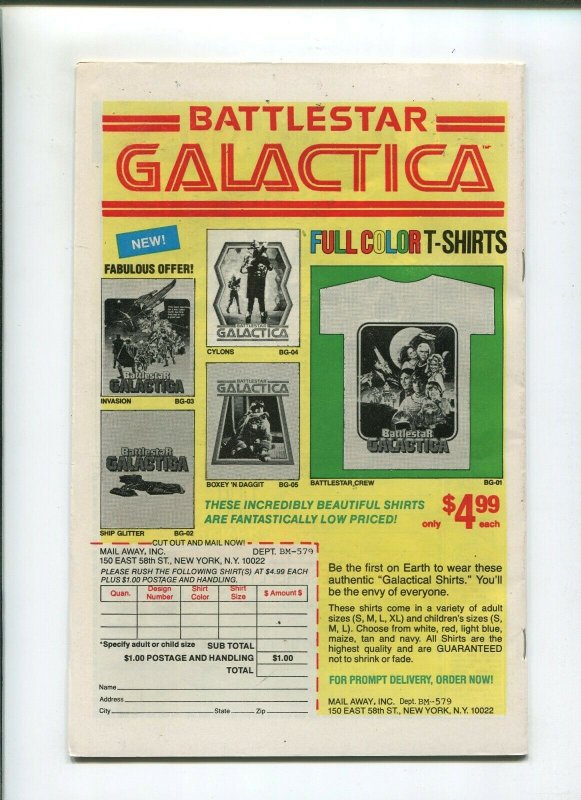 BATTLESTAR
GALACTICA™
NEW!
FULL COLOR T-SHIRTS
FABULOUS OFFER!
BATTLESTAR
GALACTICA
CYLONS BG-04
Battlestar
GALACTICA
INVASION BG-03
BATTLESTAR
GALACTICA
BOXEY 'N DAGGIT BG-05
Battlestar
GALACTICA
BATTLESTAR CREW BG-01
Battlestar
GALACTICA
SHIP GLITTER BG-02
THESE INCREDIBLY BEAUTIFUL SHIRTS
ARE FANTASTICALLY LOW PRICED!
only $4.99 each
CUT OUT AND MAIL NOW!
MAIL AWAY, INC. DEPT. BM-579
150 EAST 58th ST., NEW YORK, N.Y. 10022
PLEASE RUSH THE FOLLOWING SHIRT(S) AT $4.99 EACH
PLUS $1.00 POSTAGE AND HANDLING.
Quan. Design Number Shirt Color Shirt Size $ Amount $
*Specify adult or child size SUB TOTAL
$1.00 POSTAGE AND HANDLING $1.00
TOTAL
Name
Address
City State Zip
Be the first on Earth to wear these
authentic "Galactical Shirts." You'll
be the envy of everyone.
These shirts come in a variety of adult
sizes (S, M, L, XL) and children's sizes (S,
M, L). Choose from white, red, light blue,
maize, tan and navy. All Shirts are the
highest quality and are GUARANTEED
not to shrink or fade.
FOR PROMPT DELIVERY, ORDER NOW!
MAIL AWAY, INC. Dept. BM-579
150 EAST 58th ST., NEW YORK, N.Y. 10022